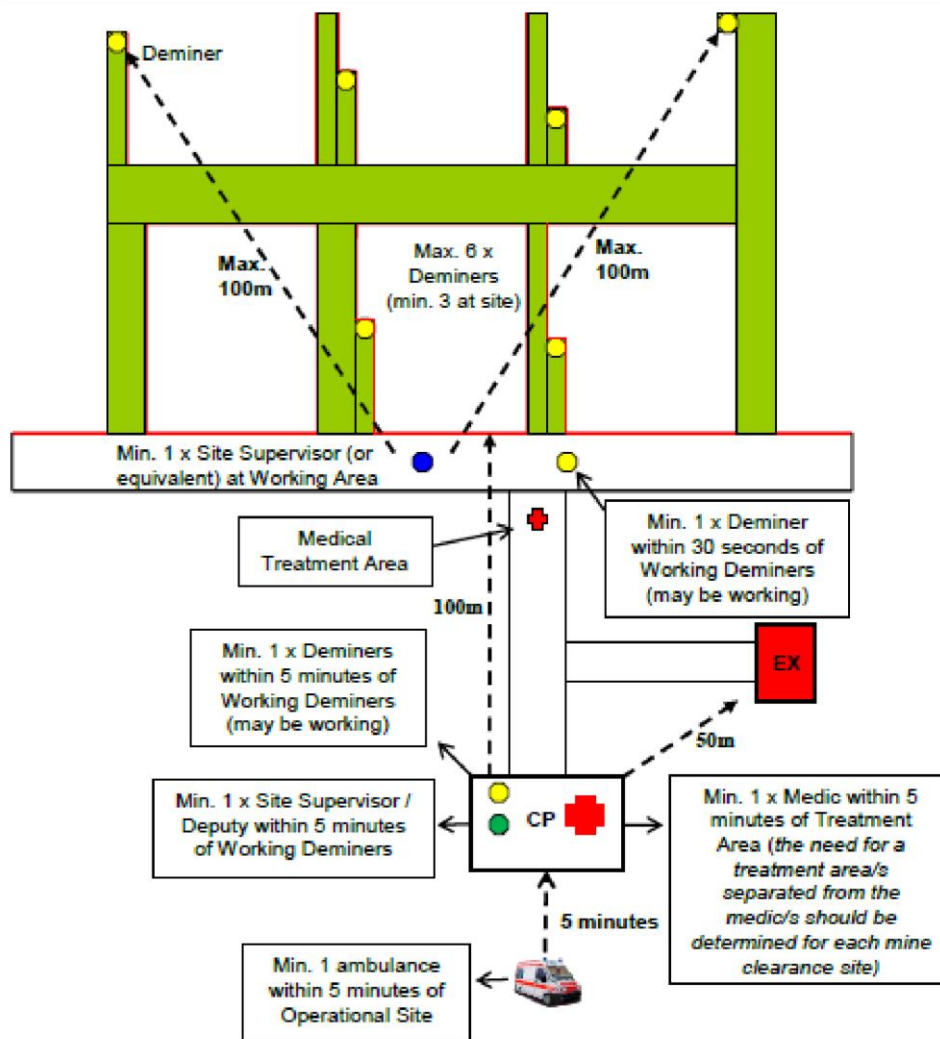 Deminer
Max.
100m
Max. 6 x
Deminers
(min. 3 at site)
Max.
100m
Min. 1 x Site Supervisor (or
equivalent) at Working Area
Medical
Treatment Area
Min. 1 x Deminer
within 30 seconds of
Working Deminers
(may be working)
100m
Min. 1 x Deminers
within 5 minutes of
Working Deminers
(may be working)
EX
50m
Min. 1 x Site Supervisor /
Deputy within 5 minutes
of Working Deminers
CP
Min. 1 x Medic within 5
minutes of Treatment
Area (the need for a
treatment area/s
separated from the
medic/s should be
determined for each mine
clearance site)
5 minutes
Min. 1 ambulance
within 5 minutes of
Operational Site